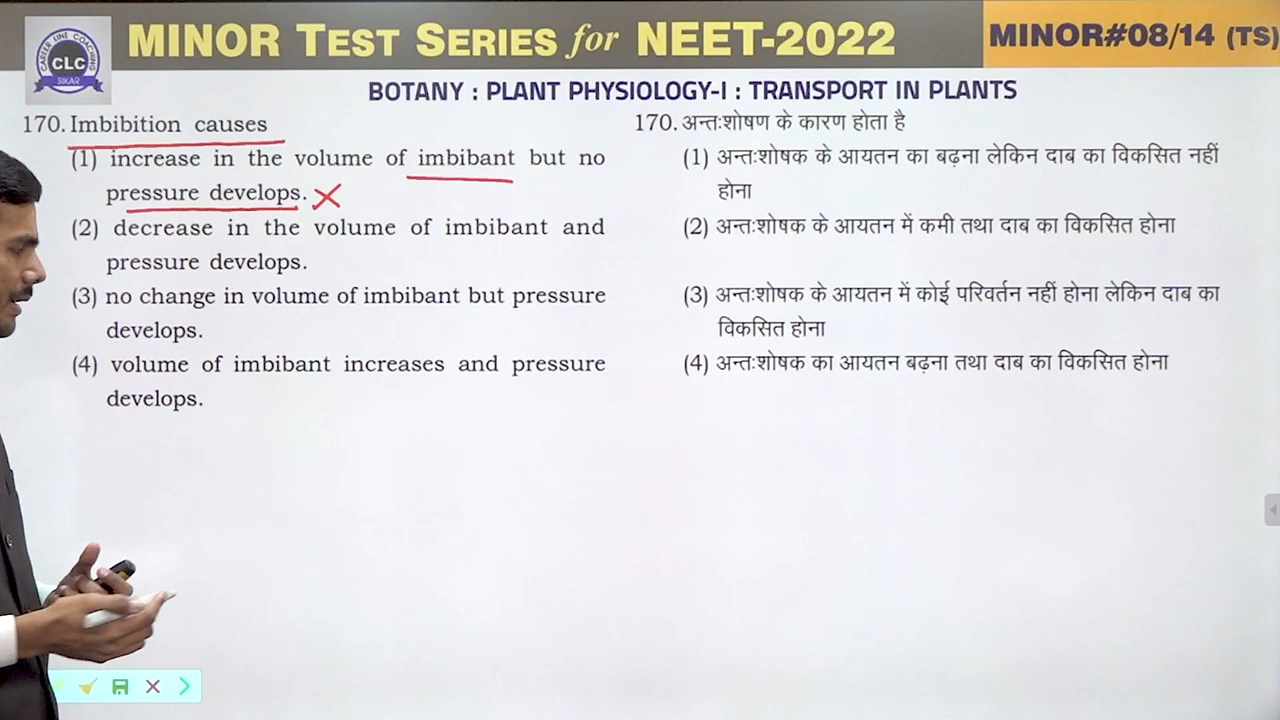 CAREER LINE COACHING
CLC
SIKAR
MINOR TEST SERIES for NEET-2022
MINOR#08/14 (TS)
BOTANY : PLANT PHYSIOLOGY-I : TRANSPORT IN PLANTS
170. Imbibition causes
(1) increase in the volume of imbibant but no
pressure develops.
(2) decrease in the volume of imbibant and
pressure develops.
(3) no change in volume of imbibant but pressure
develops.
(4) volume of imbibant increases and pressure
develops.
170. अन्तःशोषण के कारण होता है
(1) अन्तःशोषक के आयतन का बढ़ना लेकिन दाब का विकसित नहीं
होना
(2) अन्तःशोषक के आयतन में कमी तथा दाब का विकसित होना
(3) अन्तःशोषक के आयतन में कोई परिवर्तन नहीं होना लेकिन दाब का
विकसित होना
(4) अन्तःशोषक का आयतन बढ़ना तथा दाब का विकसित होना